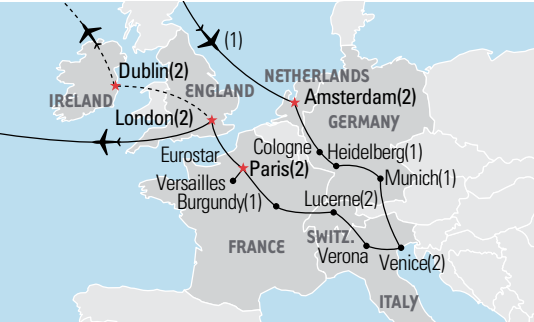 (1)
Dublin(2)
NETHERLANDS
IRELAND
ENGLAND
Amsterdam(2)
London(2)
GERMANY
Eurostar
Cologne
Heidelberg(1)
Paris(2)
Versailles
Munich(1)
Burgundy(1)
Lucerne(2)
SWITZ.
FRANCE
Verona
Venice(2)
ITALY